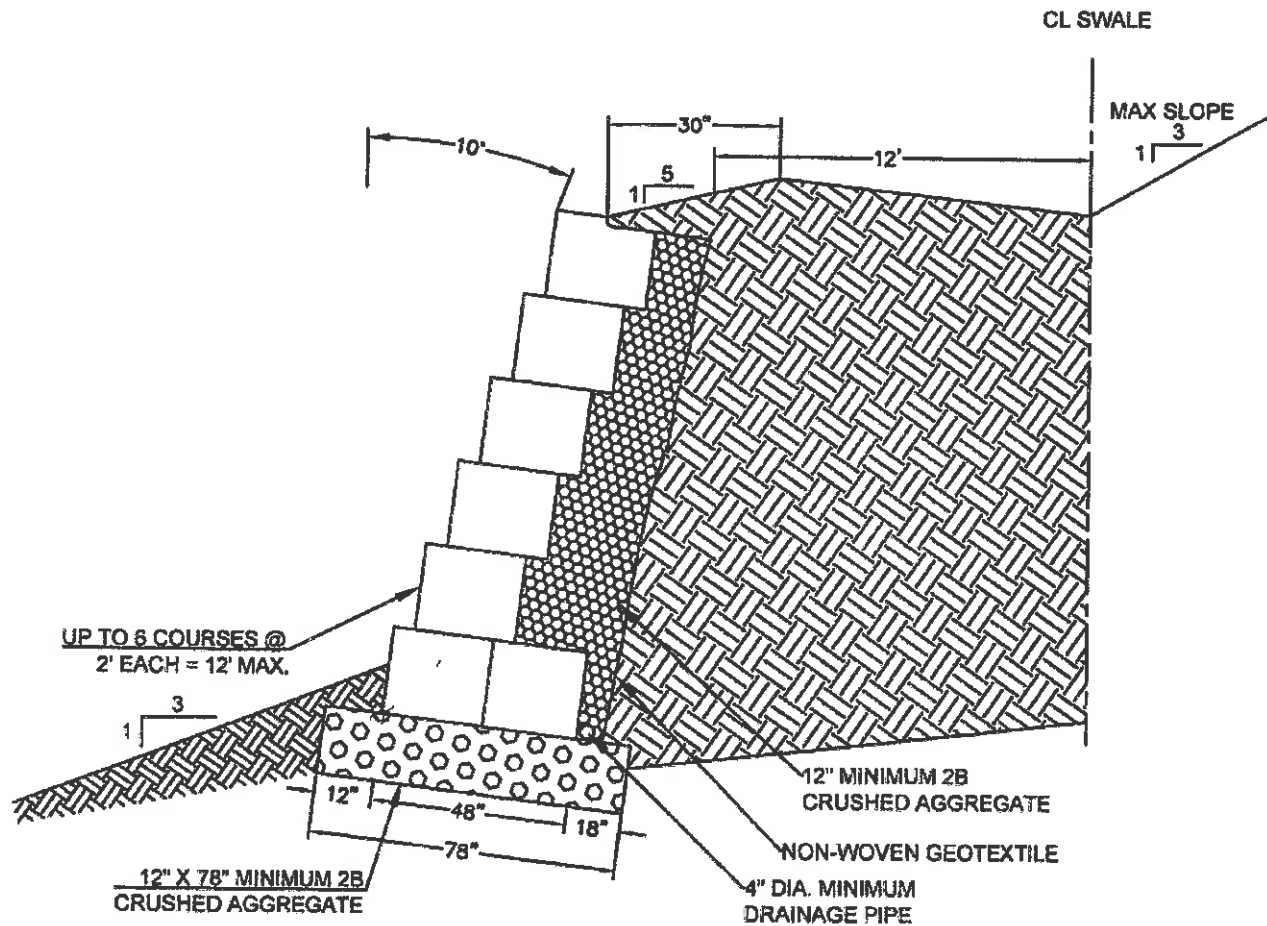 CL SWALE
MAX SLOPE
3
1
30"
10'
12'
5
1
UP TO 6 COURSES @
2' EACH = 12' MAX.
3
1
12"
48"
18"
78"
12" X 78" MINIMUM 2B
CRUSHED AGGREGATE
12" MINIMUM 2B
CRUSHED AGGREGATE
NON-WOVEN GEOTEXTILE
4" DIA. MINIMUM
DRAINAGE PIPE